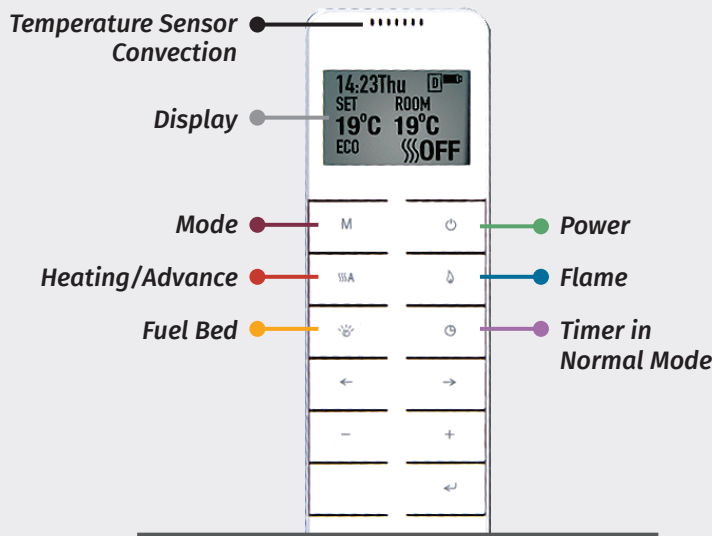 Temperature Sensor
Convection
14:23Thu D
SET ROOM
19°C 19°C
ECO OFF
Display
Mode
M
Power
Heating/Advance
A
Flame
Fuel Bed
Timer in
Normal Mode
← →
− +
↵